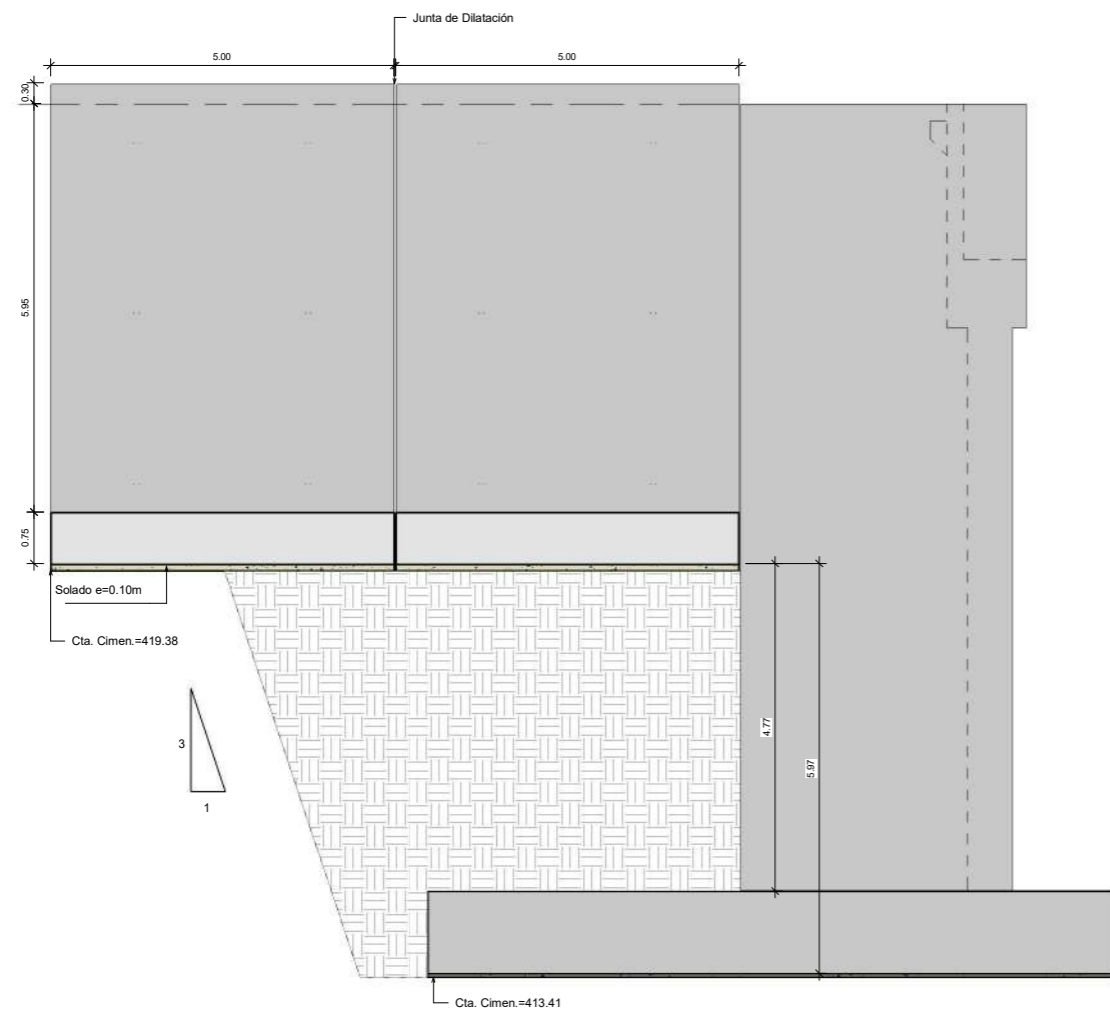 Junta de Dilatación
5.00
5.00
0.30
5.95
0.75
Solado e=0.10m
Cta. Cimen.=419.38
3
1
4.77
5.97
Cta. Cimen.=413.41